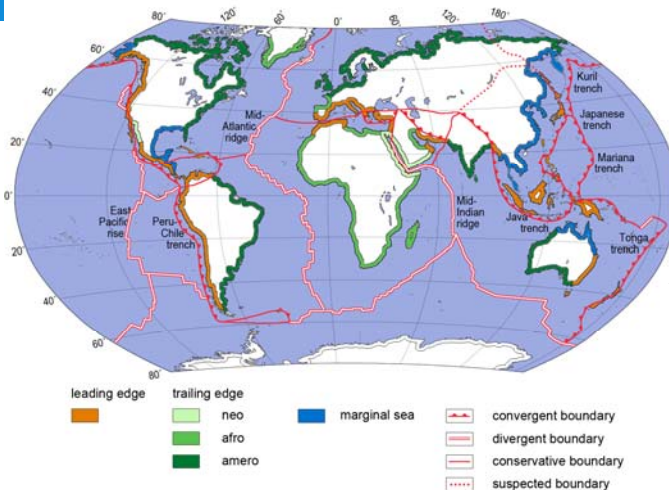 80˚
120˚
60˚
0˚
60˚
120˚
180˚
80˚
60˚
40˚
20˚
0˚
20˚
40˚
60˚
80˚
Mid-
Atlantic
ridge
East
Pacific
rise
Peru-
Chile
trench
Mid-
Indian
ridge
Java
trench
Kuril
trench
Japanese
trench
Mariana
trench
Tonga
trench
leading edge
trailing edge
neo
afro
amero
marginal sea
convergent boundary
divergent boundary
conservative boundary
suspected boundary